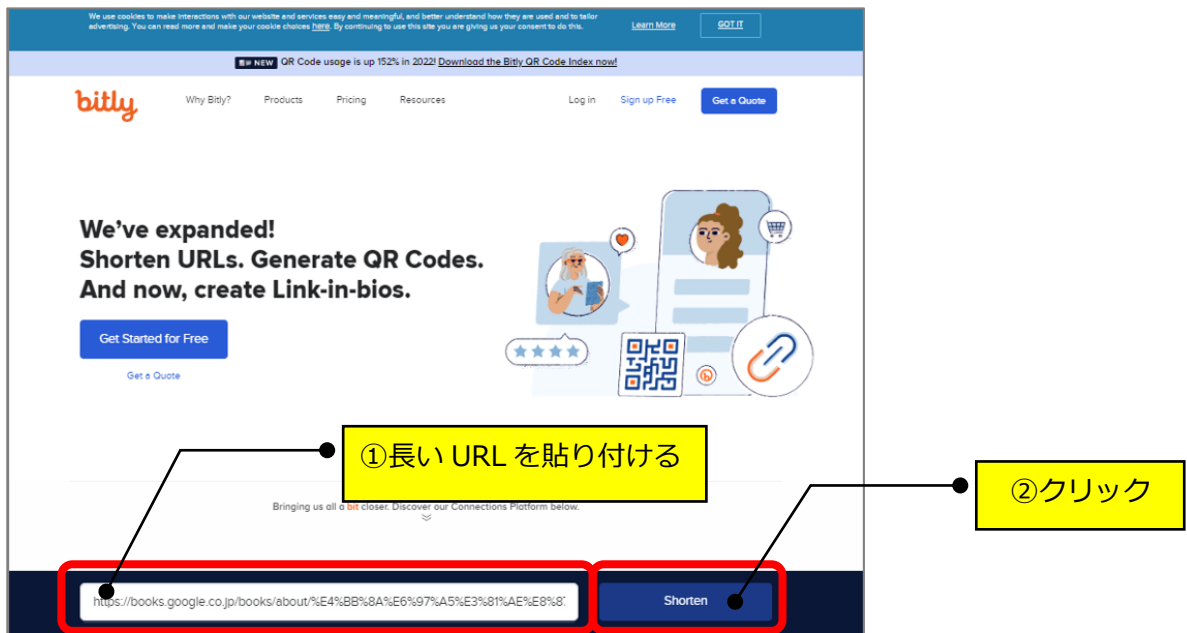 We use cookies to make interactions with our website and services easy and meaningful, and better understand how they are used and to tailor
advertising. You can read more and make your cookie choices here. By continuing to use this site you are giving us your consent to do this.
Learn More
GOT IT
NEW QR Code usage is up 152% in 2022! Download the Bitly QR Code Index now!
bitly
Why Bitly?
Products
Pricing
Resources
Log in
Sign up Free
Get a Quote
We've expanded!
Shorten URLs. Generate QR Codes.
And now, create Link-in-bios.
Get Started for Free
Get a Quote
①長い URL を貼り付ける
②クリック
Bringing us all a bit closer. Discover our Connections Platform below.
https://books.google.co.jp/books/about/%E4%BB%8A%E6%97%A5%E3%81%AE%E8%8
Shorten